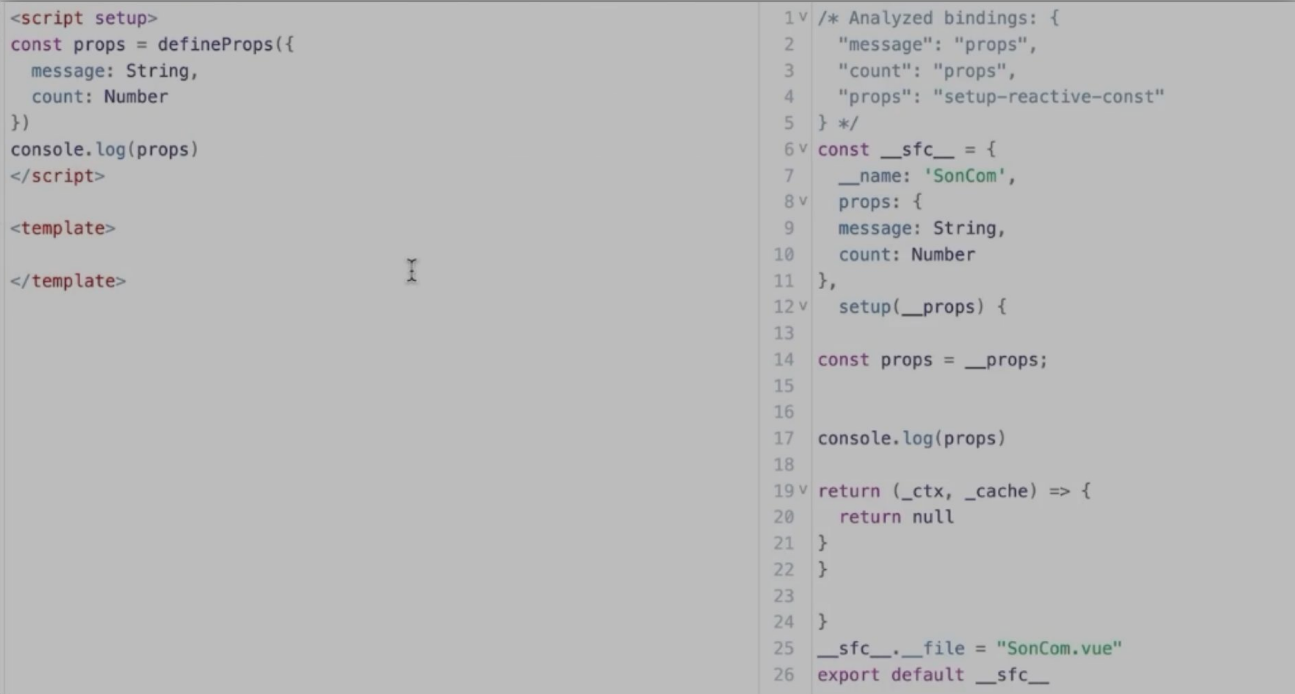 <script setup>
const props = defineProps({
  message: String,
  count: Number
})
console.log(props)
</script>
<template>
</template>
1 /* Analyzed bindings: {
2   "message": "props",
3   "count": "props",
4   "props": "setup-reactive-const"
5 } */
6 const __sfc__ = {
7   __name: 'SonCom',
8   props: {
9   message: String,
10   count: Number
11 },
12   setup(__props) {
13
14 const props = __props;
15
16
17 console.log(props)
18
19 return (_ctx, _cache) => {
20   return null
21 }
22 }
23
24 }
25 __sfc__.__file = "SonCom.vue"
26 export default __sfc__